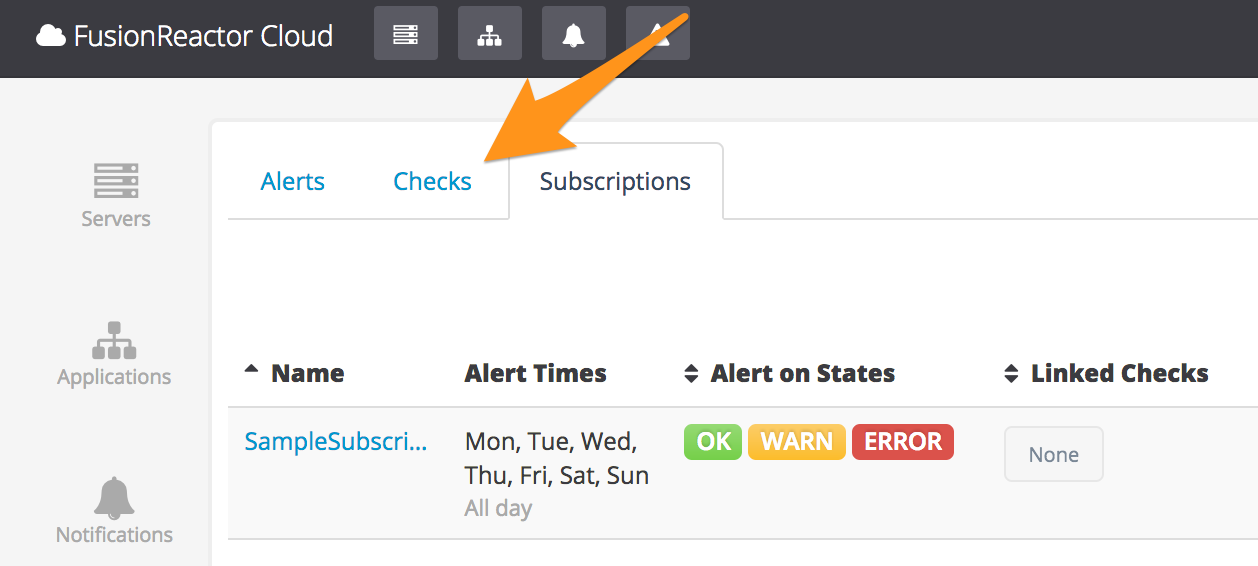 FusionReactor Cloud
Alerts
Checks
Subscriptions
Servers
Applications
Notifications
Name
Alert Times
Alert on States
Linked Checks
SampleSubscri...
Mon, Tue, Wed,
Thu, Fri, Sat, Sun
All day
OK
WARN
ERROR
None